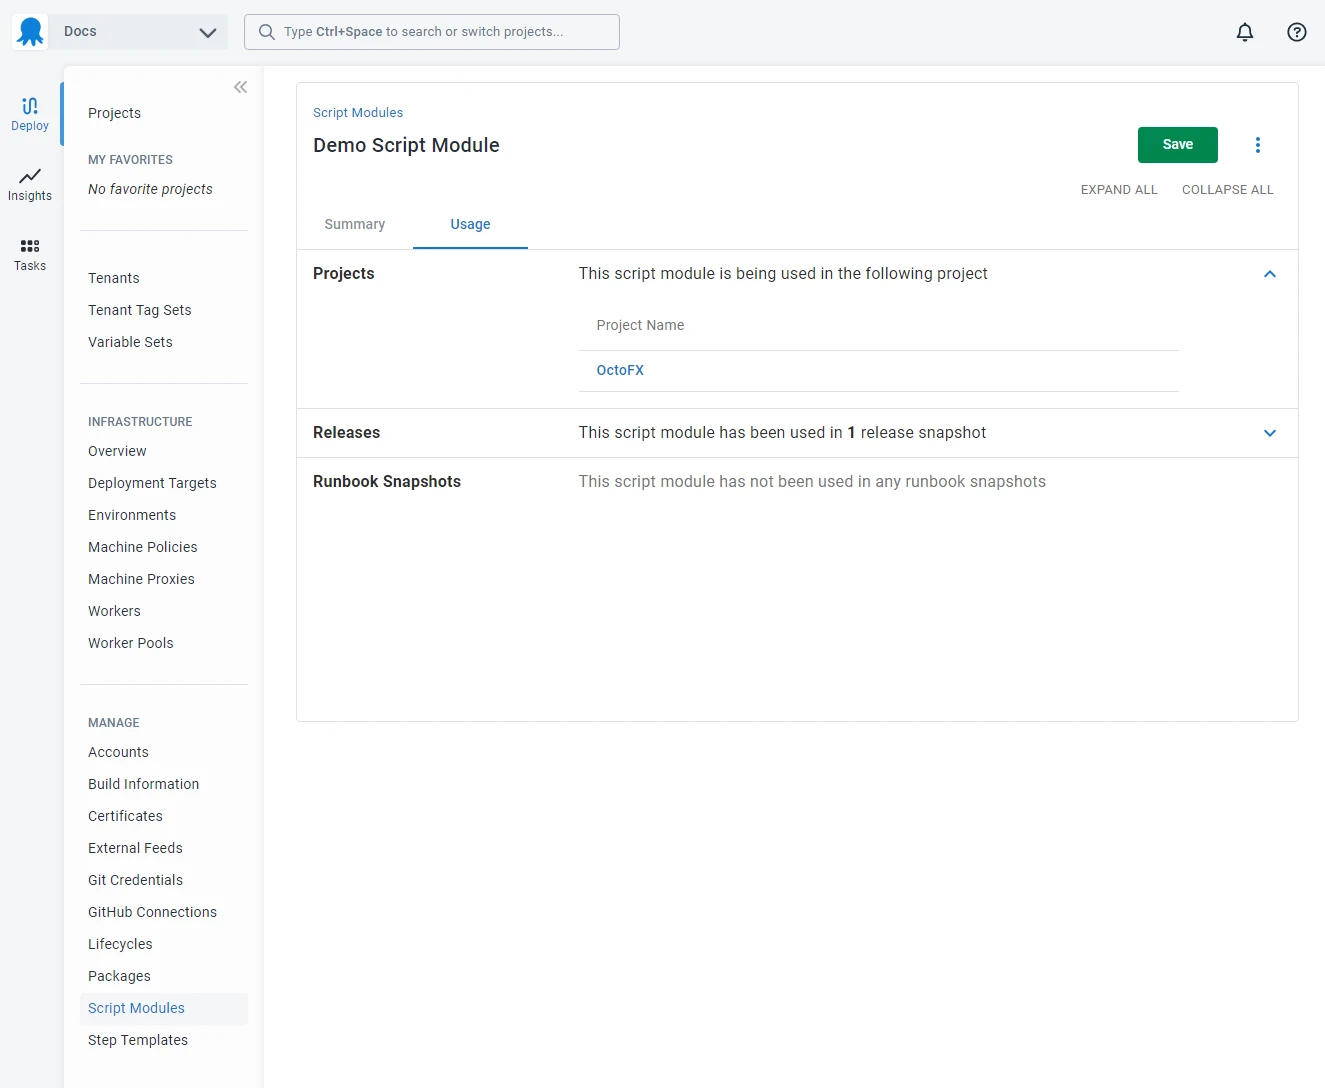 Docs
Type Ctrl+Space to search or switch projects...
Deploy
Insights
Tasks
Projects
MY FAVORITES
No favorite projects
Tenants
Tenant Tag Sets
Variable Sets
INFRASTRUCTURE
Overview
Deployment Targets
Environments
Machine Policies
Machine Proxies
Workers
Worker Pools
MANAGE
Accounts
Build Information
Certificates
External Feeds
Git Credentials
GitHub Connections
Lifecycles
Packages
Script Modules
Step Templates
Script Modules
Demo Script Module
Save
EXPAND ALL COLLAPSE ALL
Summary Usage
Projects This script module is being used in the following project
Project Name
OctoFX
Releases This script module has been used in 1 release snapshot
Runbook Snapshots This script module has not been used in any runbook snapshots